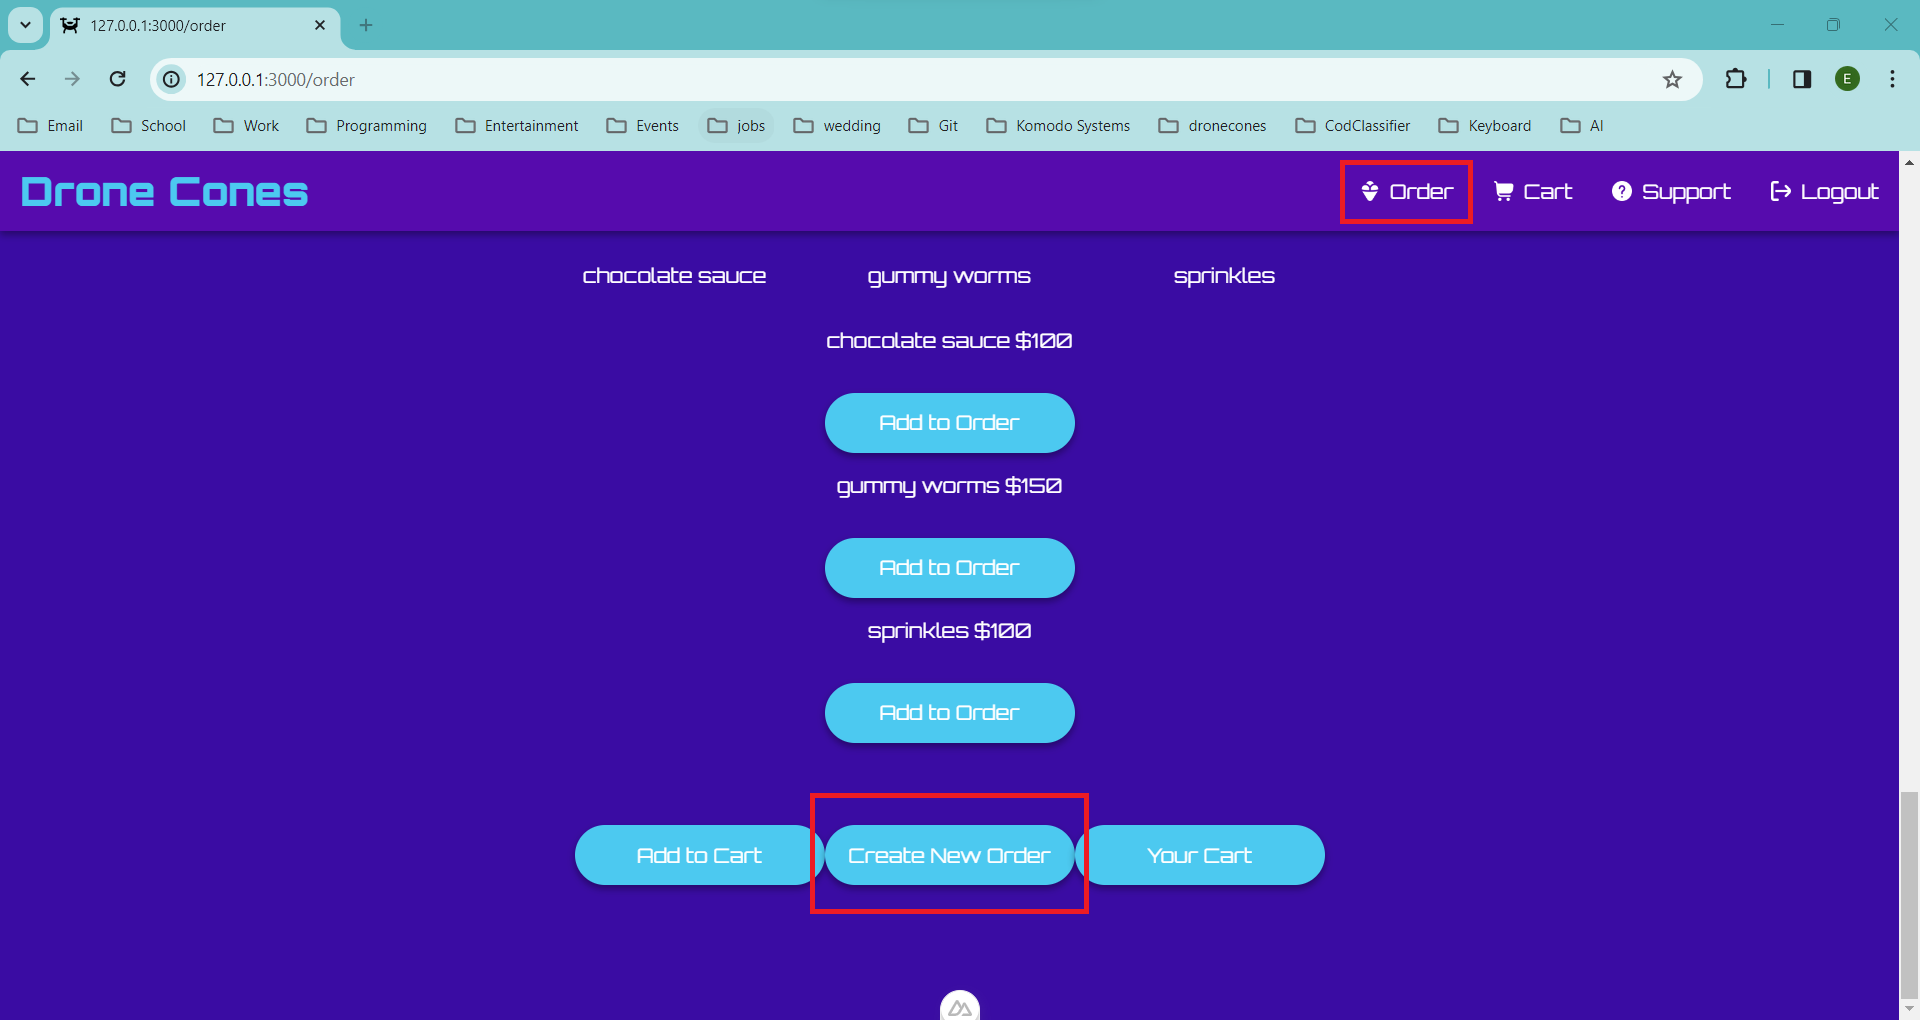 127.0.0.1:3000/order
127.0.0.1:3000/order
E
Email School Work Programming Entertainment Events jobs wedding Git Komodo Systems dronecones CodClassifier Keyboard AI
Drone Cones Order Cart ? Support Logout
chocolate sauce gummy worms sprinkles
chocolate sauce $100
Add to Order
gummy worms $150
Add to Order
sprinkles $100
Add to Order
Add to Cart Create New Order Your Cart